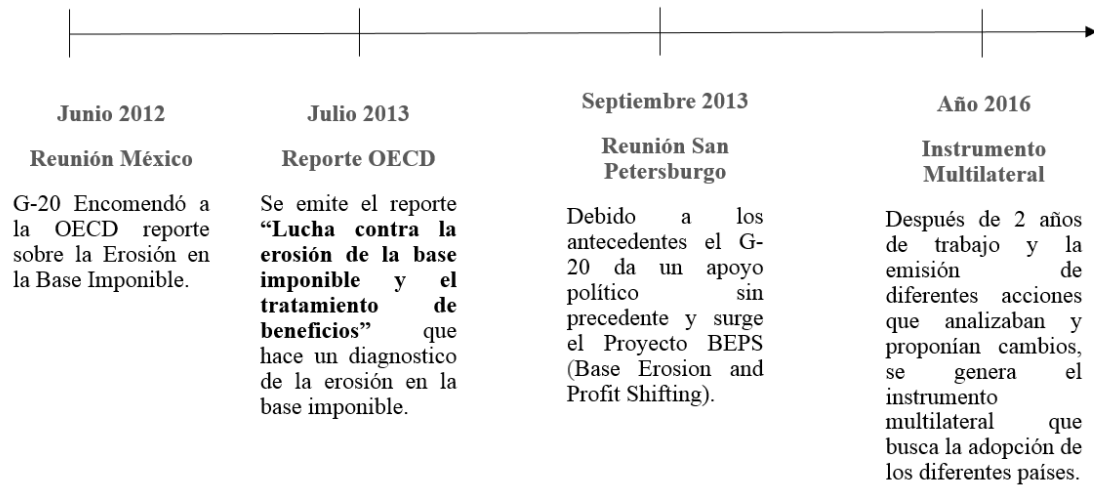 Junio 2012
Reunión México
G-20 Encomendó a
la OECD reporte
sobre la Erosión en
la Base Imponible.
Julio 2013
Reporte OECD
Se emite el reporte
“Lucha contra la
erosión de la base
imponible y el
tratamiento de
beneficios” que
hace un diagnostico
de la erosión en la
base imponible.
Septiembre 2013
Reunión San
Petersburgo
Debido a los
antecedentes el G-
20 da un apoyo
político sin
precedente y surge
el Proyecto BEPS
(Base Erosion and
Profit Shifting).
Año 2016
Instrumento
Multilateral
Después de 2 años
de trabajo y la
emisión de
diferentes acciones
que analizaban y
proponían cambios,
se genera el
instrumento
multilateral que
busca la adopción de
los diferentes países.